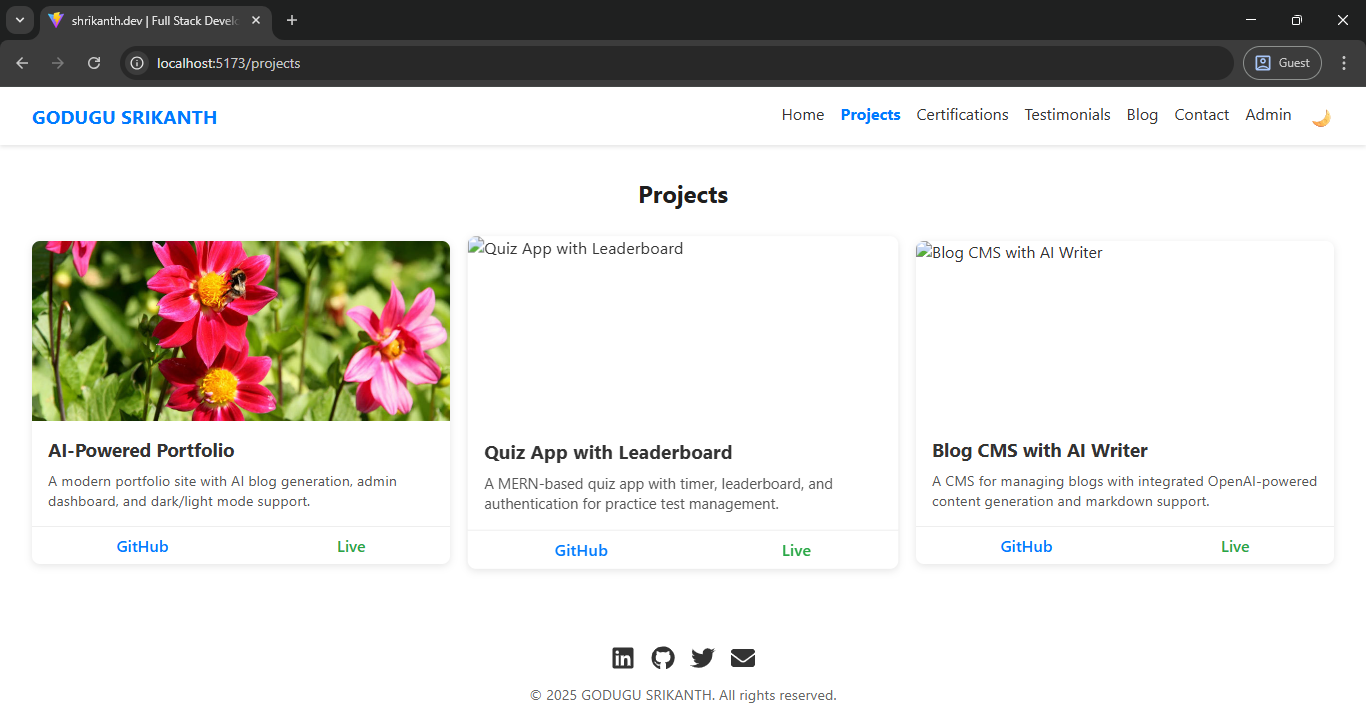 shrikanth.dev | Full Stack Develo
localhost:5173/projects
Guest
GODUGU SRIKANTH
Home Projects Certifications Testimonials Blog Contact Admin
Projects
AI-Powered Portfolio
A modern portfolio site with AI blog generation, admin
dashboard, and dark/light mode support.
GitHub Live
Quiz App with Leaderboard
Quiz App with Leaderboard
A MERN-based quiz app with timer, leaderboard, and
authentication for practice test management.
GitHub Live
Blog CMS with AI Writer
Blog CMS with AI Writer
A CMS for managing blogs with integrated OpenAI-powered
content generation and markdown support.
GitHub Live
© 2025 GODUGU SRIKANTH. All rights reserved.